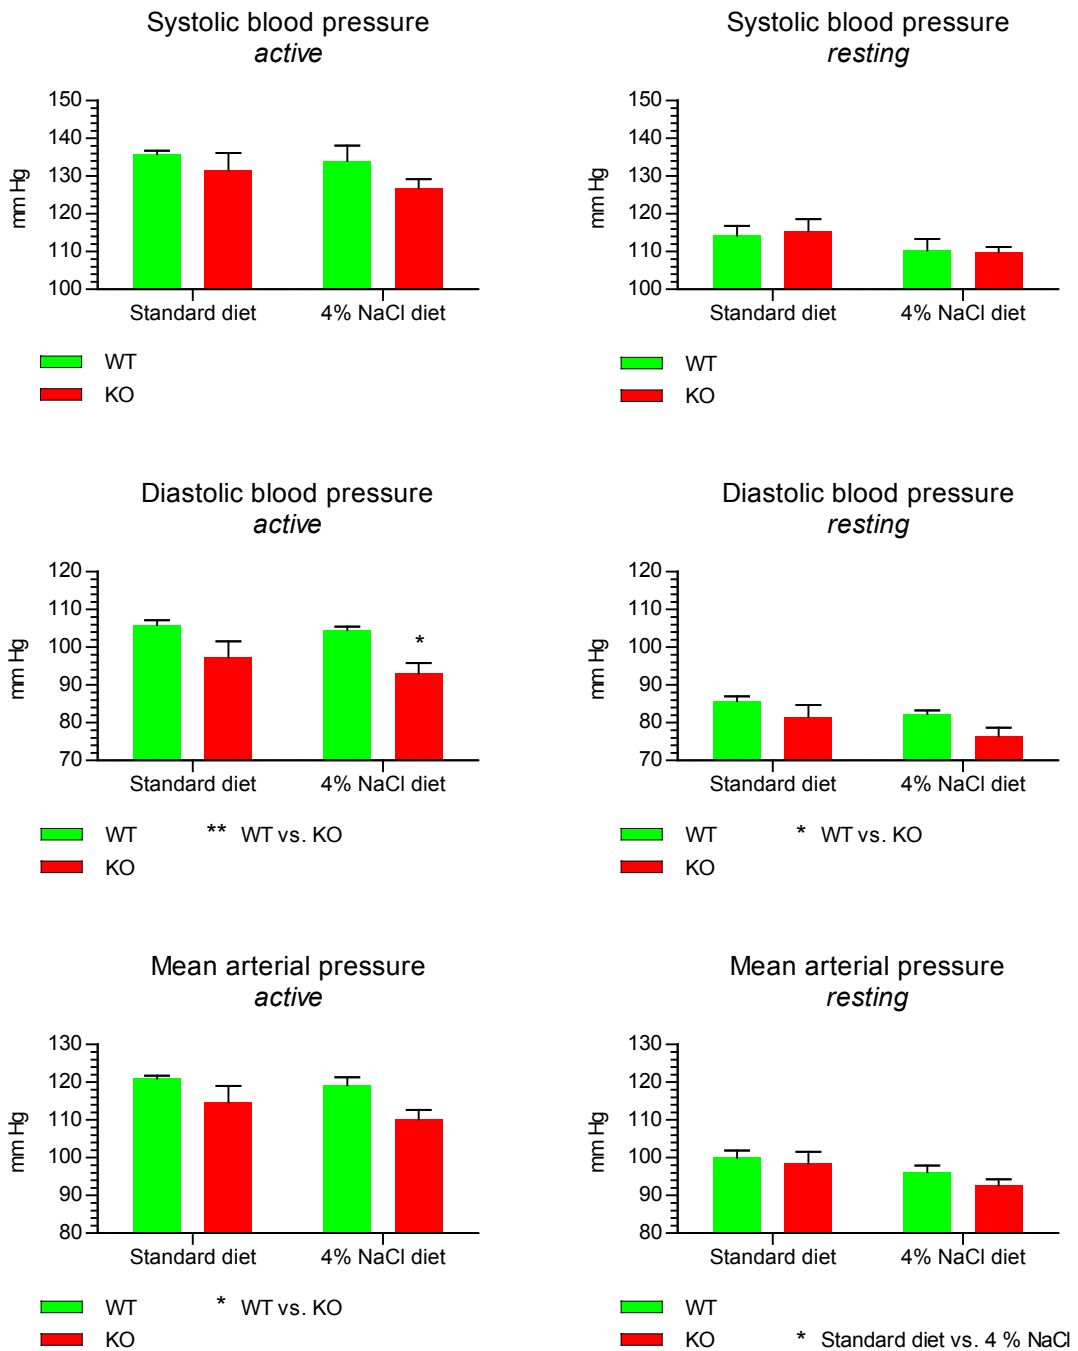 Systolic blood pressure
active
150
140
130
120
110
100
mm Hg
Standard diet
4% NaCl diet
WT
KO
Systolic blood pressure
resting
150
140
130
120
110
100
mm Hg
Standard diet
4% NaCl diet
WT
KO
Diastolic blood pressure
active
120
110
100
90
80
70
mm Hg
*
Standard diet
4% NaCl diet
WT
** WT vs. KO
KO
Diastolic blood pressure
resting
120
110
100
90
80
70
mm Hg
Standard diet
4% NaCl diet
WT
* WT vs. KO
KO
Mean arterial pressure
active
130
120
110
100
90
80
mm Hg
Standard diet
4% NaCl diet
WT
* WT vs. KO
KO
Mean arterial pressure
resting
130
120
110
100
90
80
mm Hg
Standard diet
4% NaCl diet
WT
KO
* Standard diet vs. 4 % NaCl